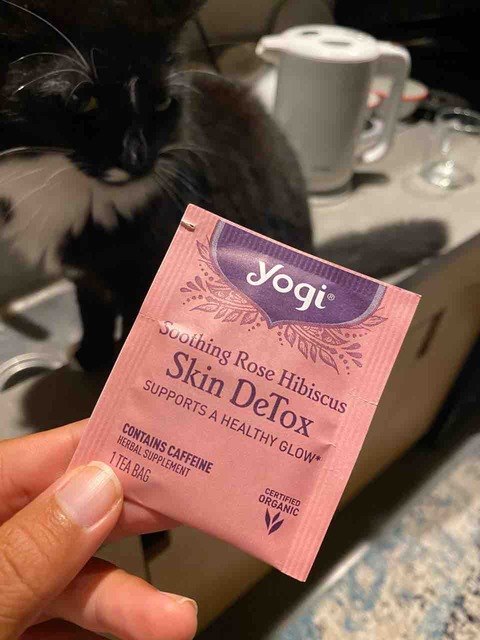 yogi®
Soothing Rose Hibiscus
Skin DeTox
SUPPORTS A HEALTHY GLOW*
CONTAINS CAFFEINE
HERBAL SUPPLEMENT
1 TEA BAG
CERTIFIED
ORGANIC